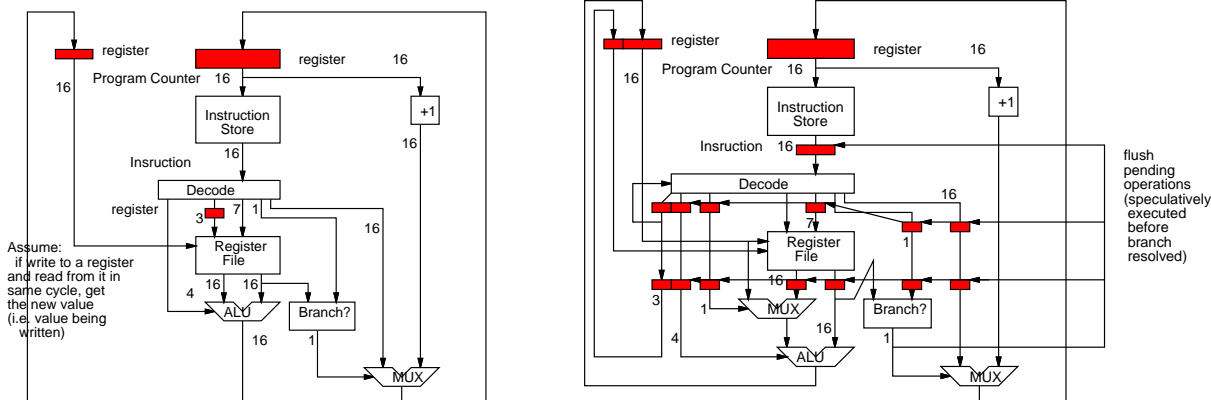 register
16
Program Counter
16
register
16
Instruction
Store
+1
16
16
Insruction
Decode
register
3
7
1
16
Register
File
Assume:
if write to a register
and read from it in
same cycle, get
the new value
(i.e. value being
written)
16
16
4
ALU
Branch?
16
1
MUX
register
16
Program Counter
16
register
16
Instruction
Store
+1
Insruction
16
Decode
16
7
1
Register
File
flush
pending
operations
(speculatively
executed
before
branch
resolved)
16
3
1
MUX
Branch?
4
16
1
ALU
MUX